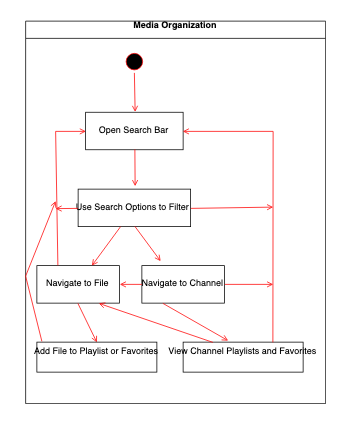 Media Organization
Open Search Bar
Use Search Options to Filter
Navigate to File
Navigate to Channel
Add File to Playlist or Favorites
View Channel Playlists and Favorites